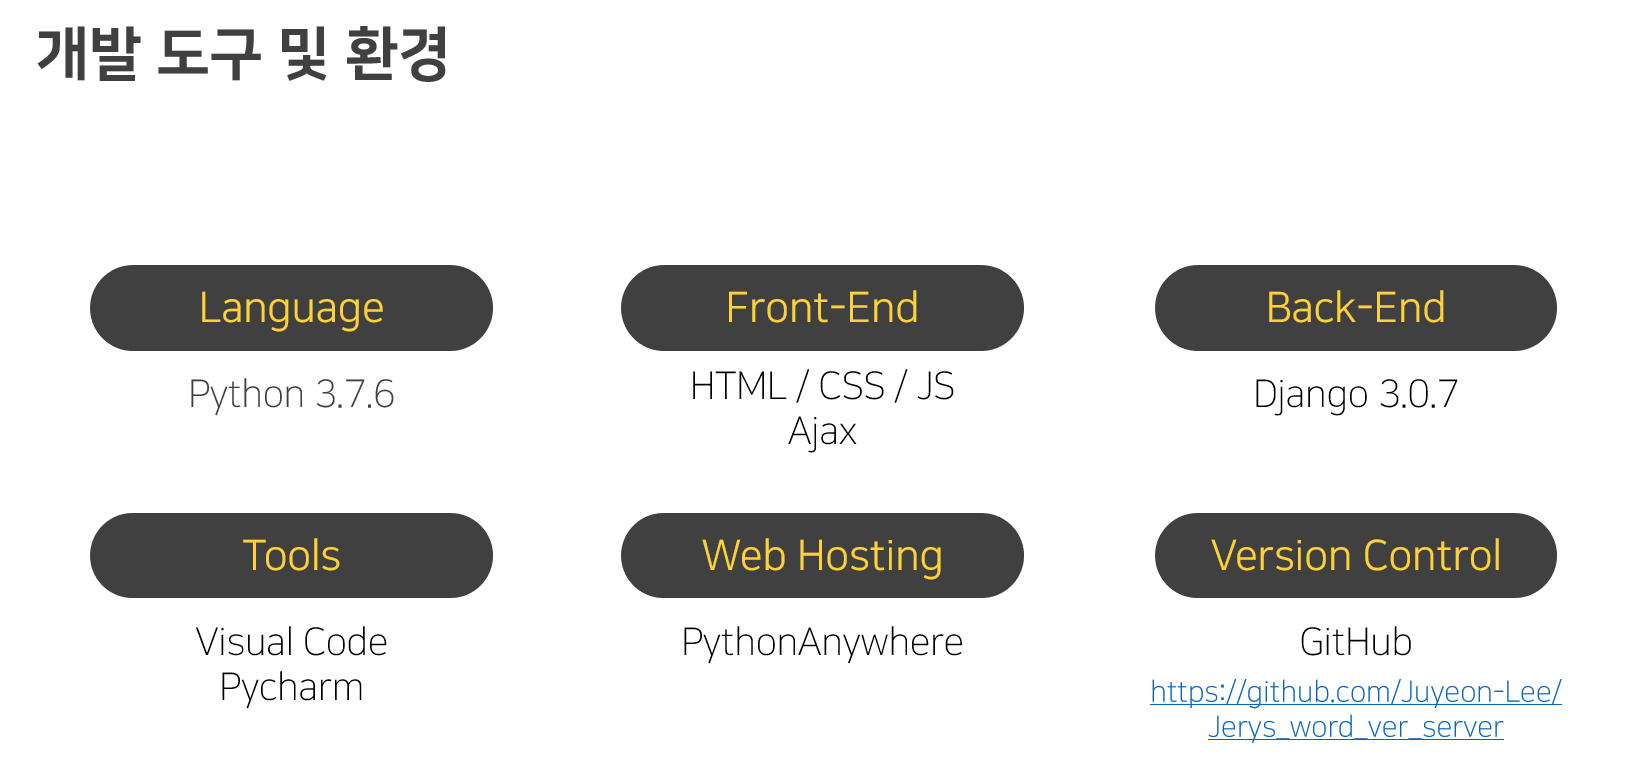 개발 도구 및 환경
Language
Python 3.7.6
Front-End
HTML / CSS / JS
Ajax
Back-End
Django 3.0.7
Tools
Visual Code
Pycharm
Web Hosting
PythonAnywhere
Version Control
GitHub
https://github.com/Juyeon-Lee/
Jerys_word_ver_server